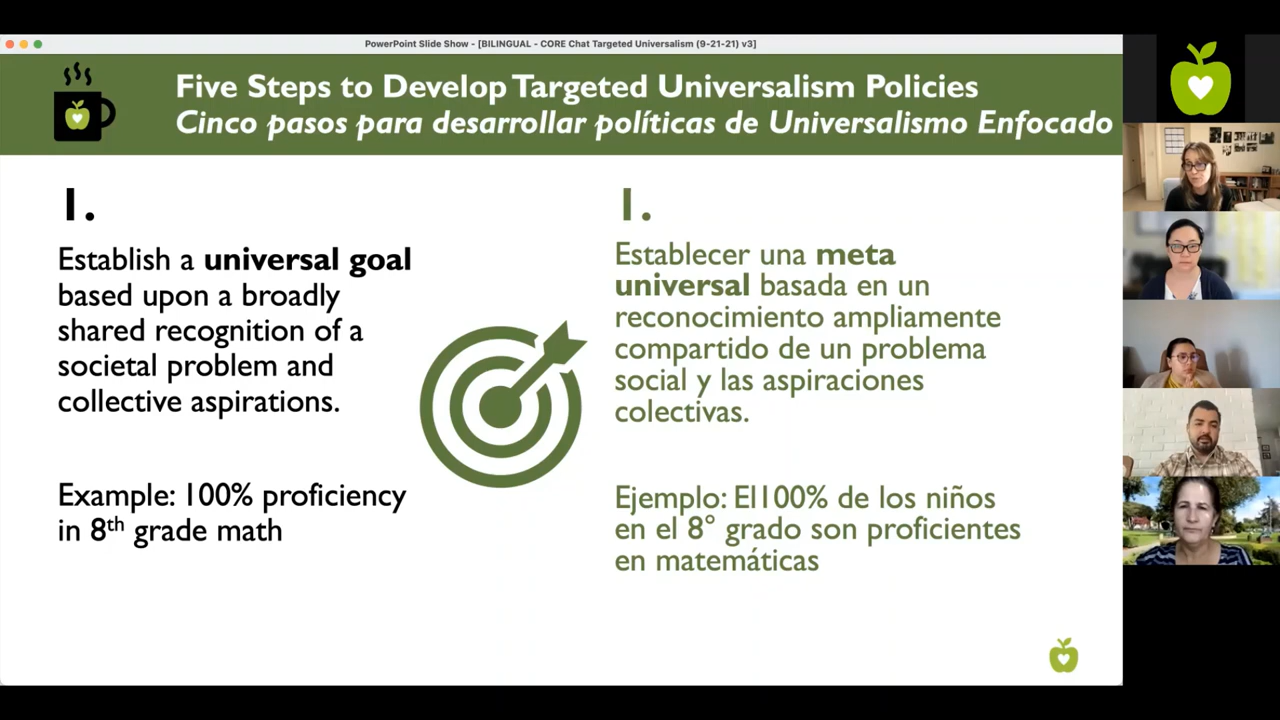 PowerPoint Slide Show - [BILINGUAL - CORE Chat Targeted Universalism (9-21-21) v3]
Five Steps to Develop Targeted Universalism Policies
Cinco pasos para desarrollar políticas de Universalismo Enfocado
1.
Establish a universal goal
based upon a broadly
shared recognition of a
societal problem and
collective aspirations.
Example: 100% proficiency
in 8th grade math
1.
Establecer una meta
universal basada en un
reconocimiento ampliamente
compartido de un problema
social y las aspiraciones
colectivas.
Ejemplo: El100% de los niños
en el 8° grado son proficientes
en matemáticas